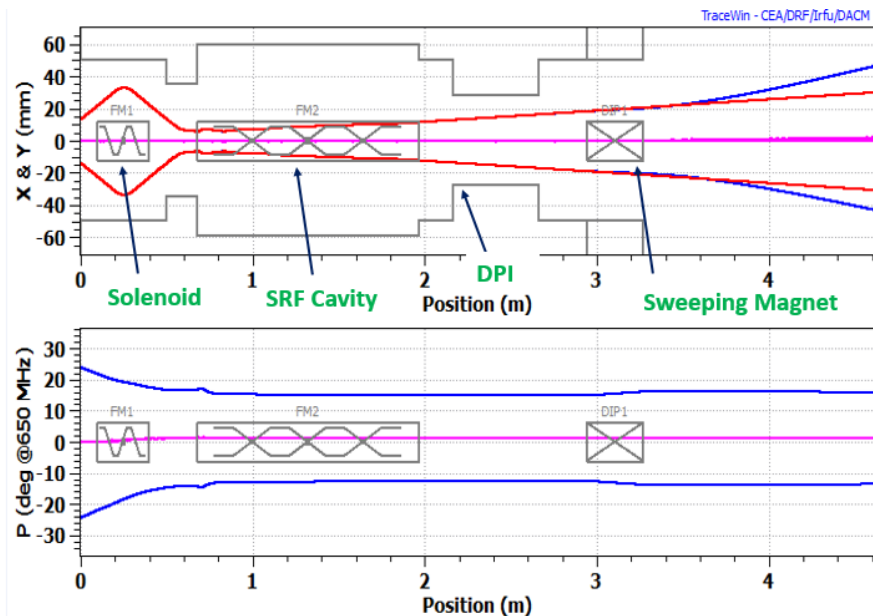 TraceWin - CEA/DRF/Irfu/DACM
X & Y (mm)
60
40
20
0
-20
-40
-60
FM1
FM2
DIP1
0
1
2
3
4
Position (m)
Solenoid
SRF Cavity
DPI
Sweeping Magnet
P (deg @650 MHz)
30
20
10
0
-10
-20
-30
FM1
FM2
DIP1
0
1
2
3
4
Position (m)